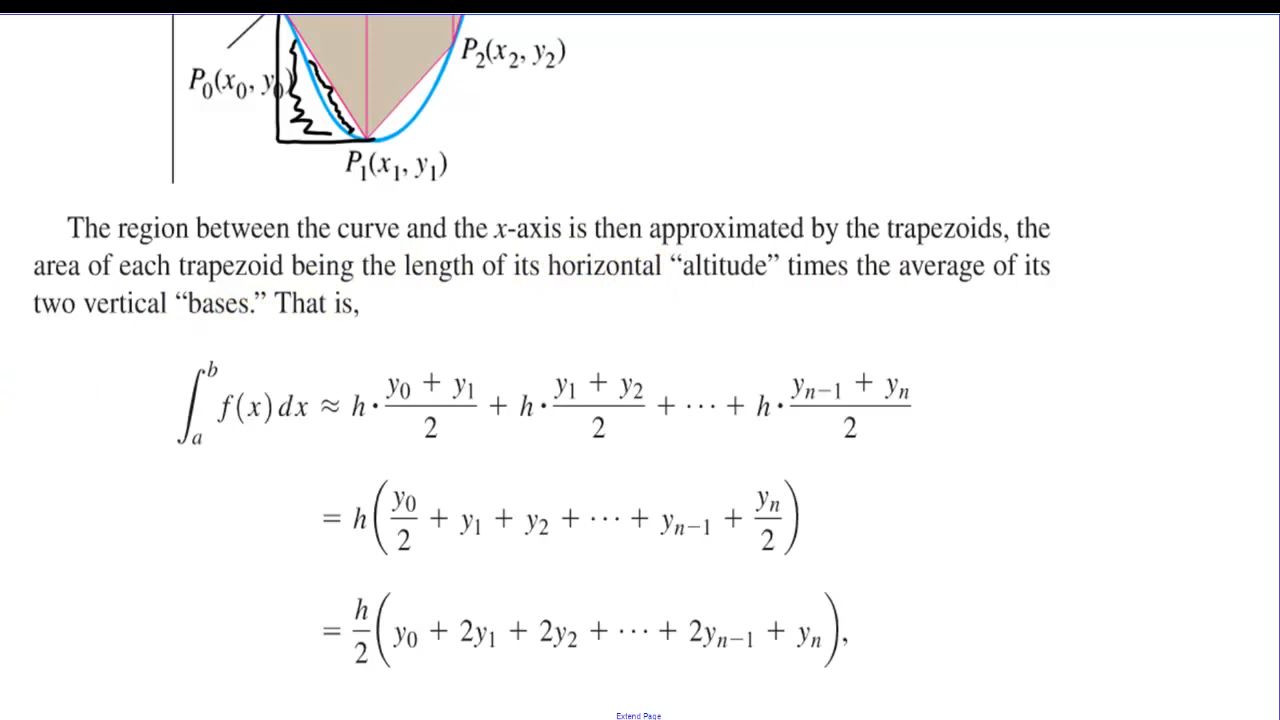 P₂(x₂, y₂)
P₀(x₀, y₀)
P₁(x₁, y₁)
The region between the curve and the x-axis is then approximated by the trapezoids, the
area of each trapezoid being the length of its horizontal “altitude” times the average of its
two vertical “bases.” That is,
∫ₐᵇ f(x) dx ≈ h · (y₀ + y₁)/2 + h · (y₁ + y₂)/2 + ⋯ + h · (yₙ₋₁ + yₙ)/2
= h(y₀/2 + y₁ + y₂ + ⋯ + yₙ₋₁ + yₙ/2)
= h/2(y₀ + 2y₁ + 2y₂ + ⋯ + 2yₙ₋₁ + yₙ),
Extend Page